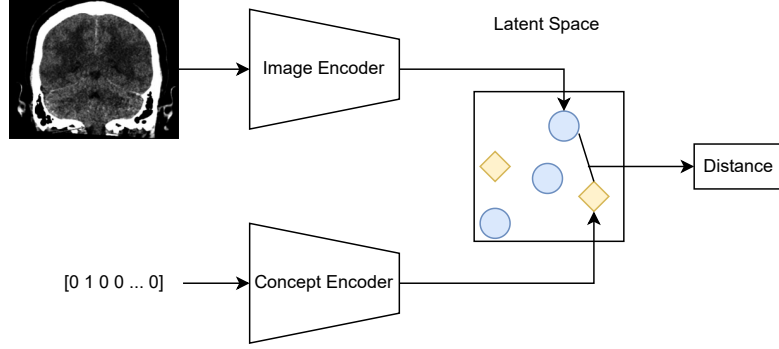 Latent Space
Image Encoder
Distance
[0 1 0 0 ... 0]
Concept Encoder